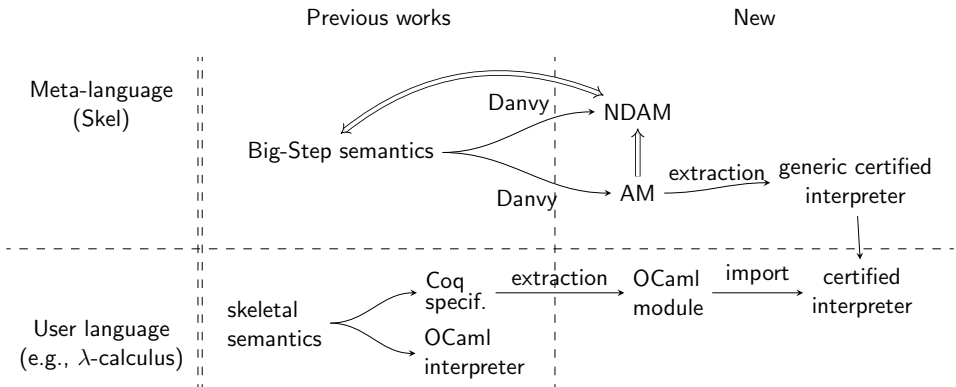 Previous works
New
Meta-language
(Skel)
Danvy
NDAM
Big-Step semantics
Danvy
AM
extraction
generic certified
interpreter
User language
(e.g., λ-calculus)
skeletal
semantics
Coq
specif.
OCaml
interpreter
extraction
OCaml
module
import
certified
interpreter